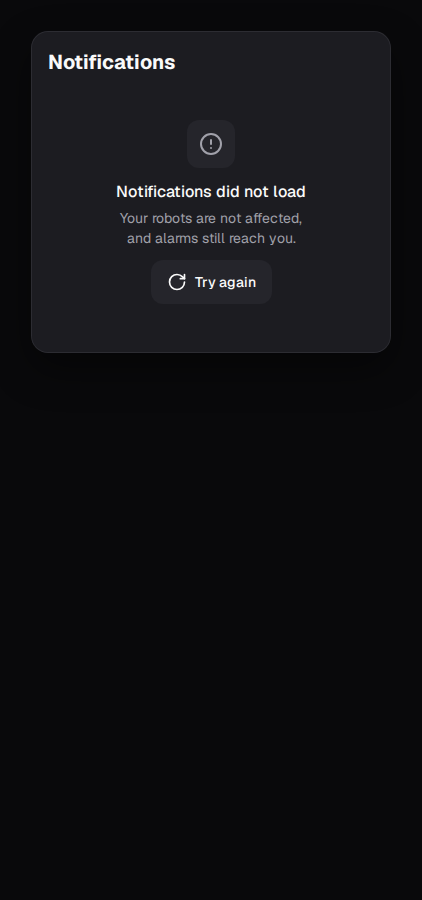 Notifications
Notifications did not load
Your robots are not affected,
and alarms still reach you.
Try again